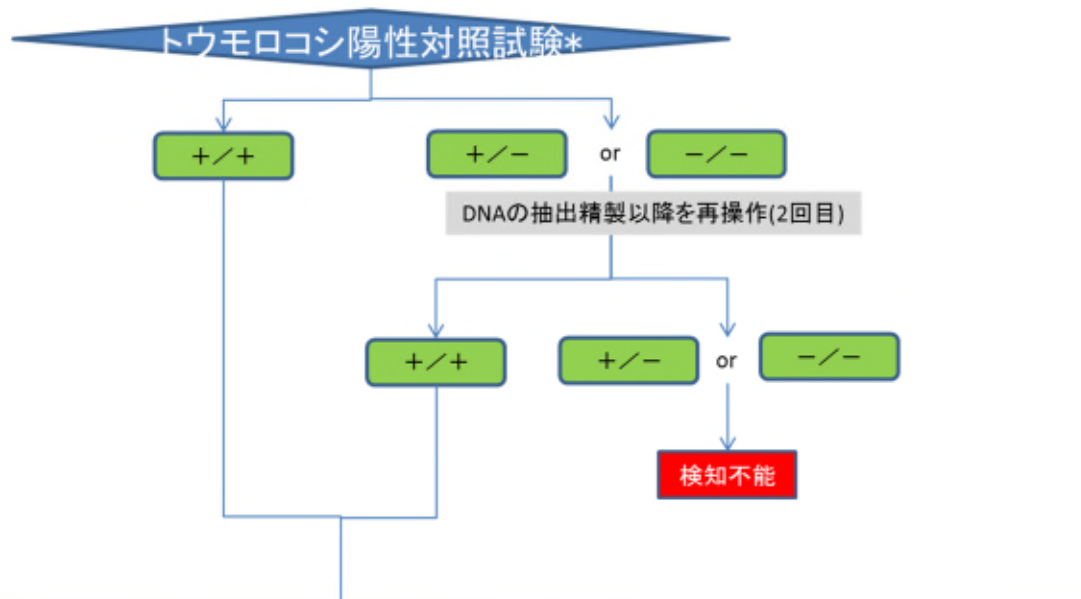 トウモロコシ陽性対照試験*
+/+
+/-
or
-/-
DNAの抽出精製以降を再操作(2回目)
+/+
+/-
or
-/-
検知不能